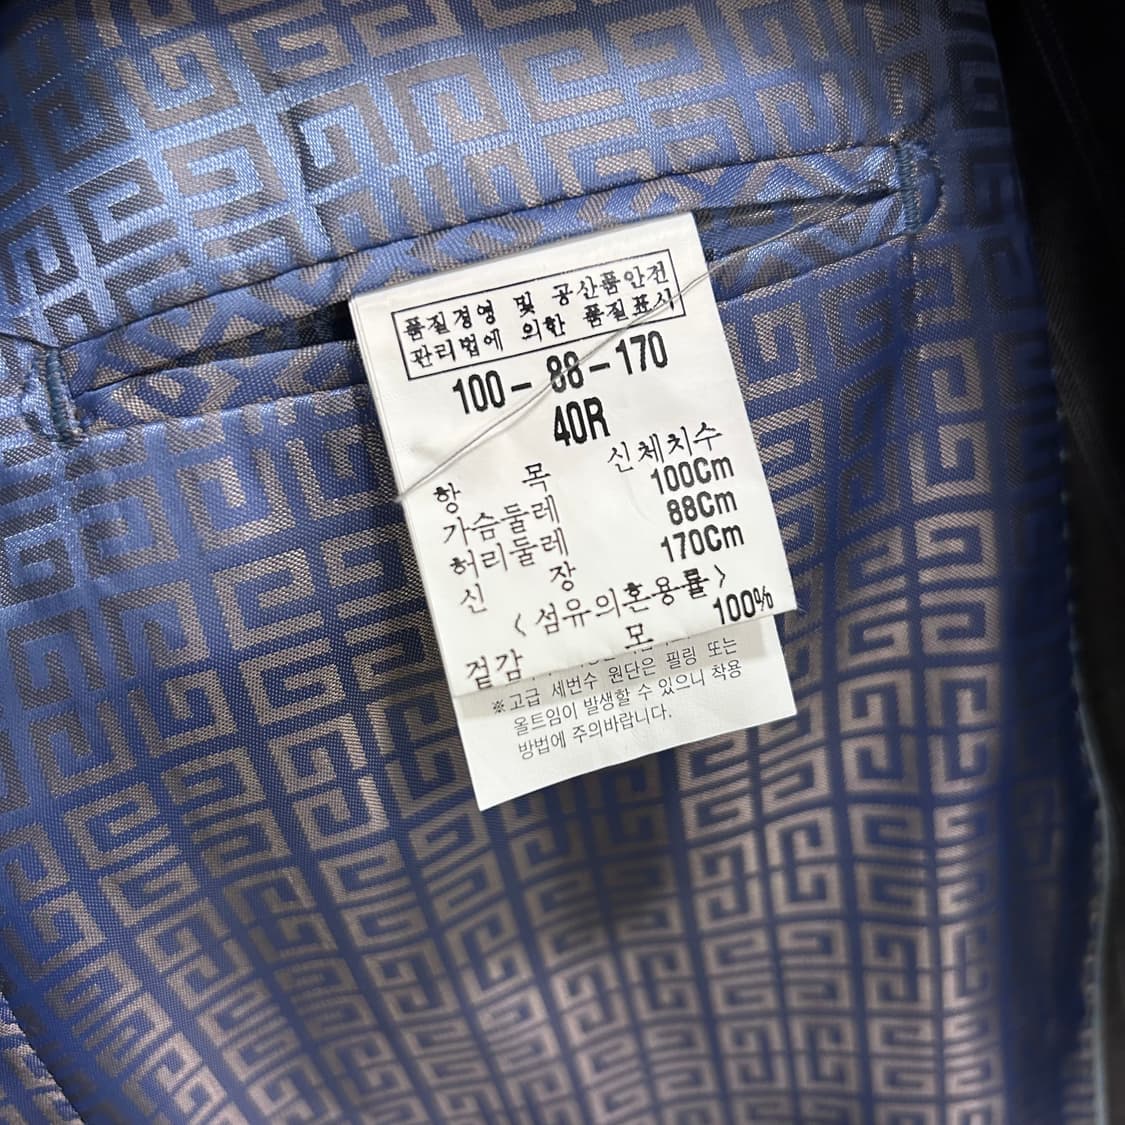 품질경영 및 공산품안전
관리법에 의한 품질표시
100-88-170
40R
항 목 신체치수
가슴둘레 100Cm
허리둘레 88Cm
신 장 170Cm
<섬유의혼용률>
겉감 모 100%
※고급 세번수 원단은 필링 또는
올트임이 발생할 수 있으니 착용
방법에 주의바랍니다.